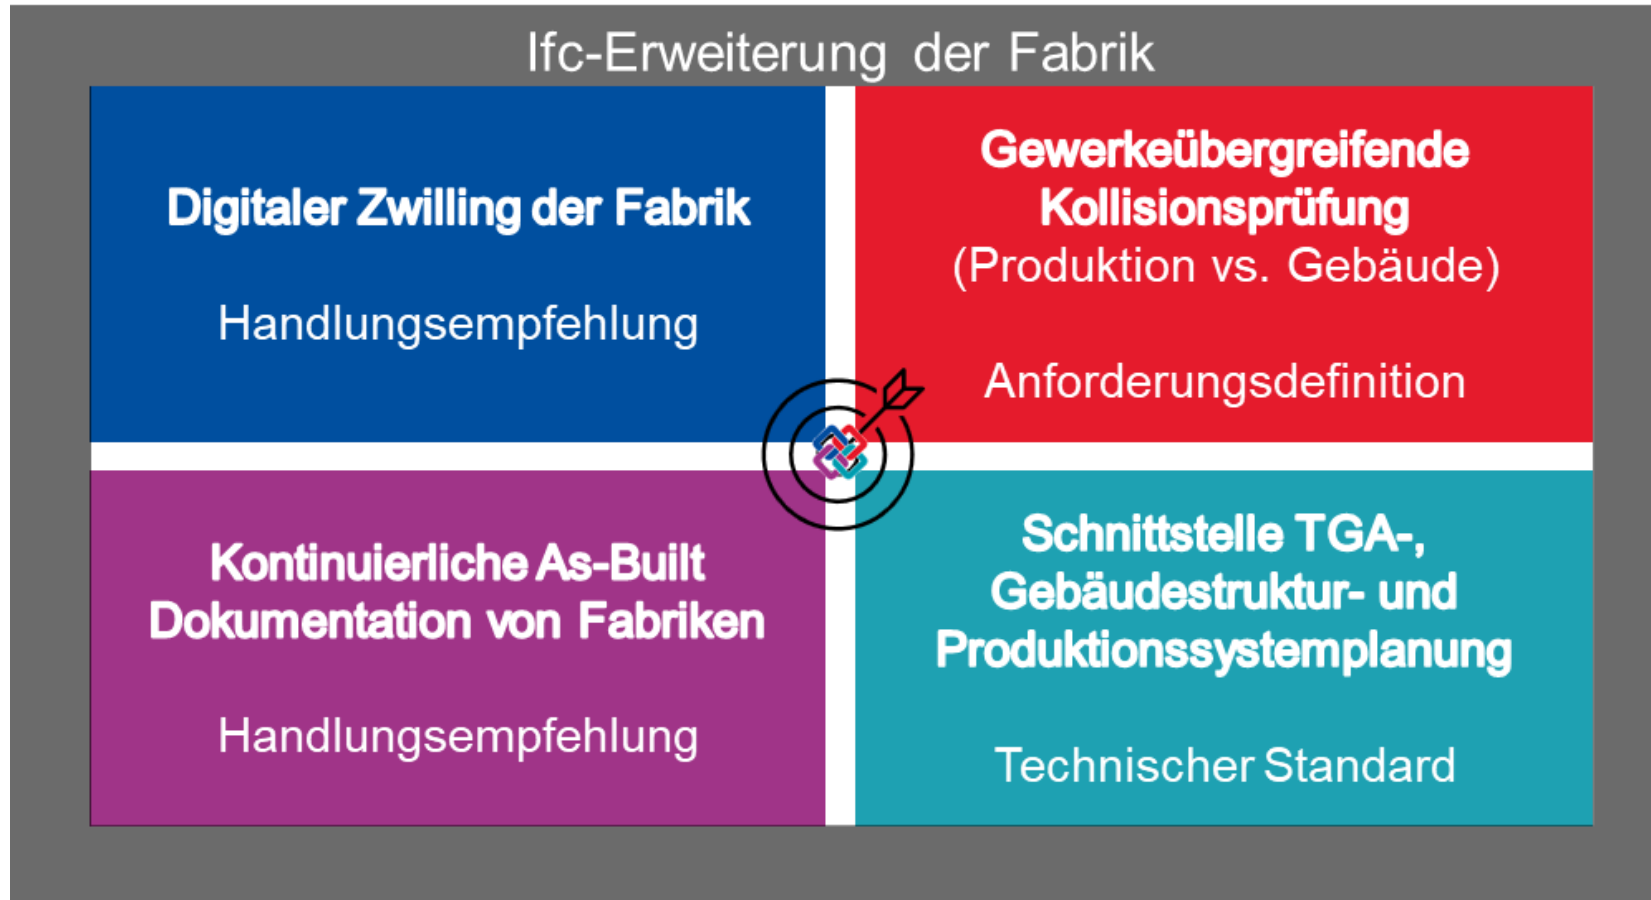 Ifc-Erweiterung der Fabrik
Digitaler Zwilling der Fabrik
Handlungsempfehlung
Gewerkeübergreifende
Kollisionsprüfung
(Produktion vs. Gebäude)
Anforderungsdefinition
Kontinuierliche As-Built
Dokumentation von Fabriken
Handlungsempfehlung
Schnittstelle TGA-,
Gebäudestruktur- und
Produktionssystemplanung
Technischer Standard